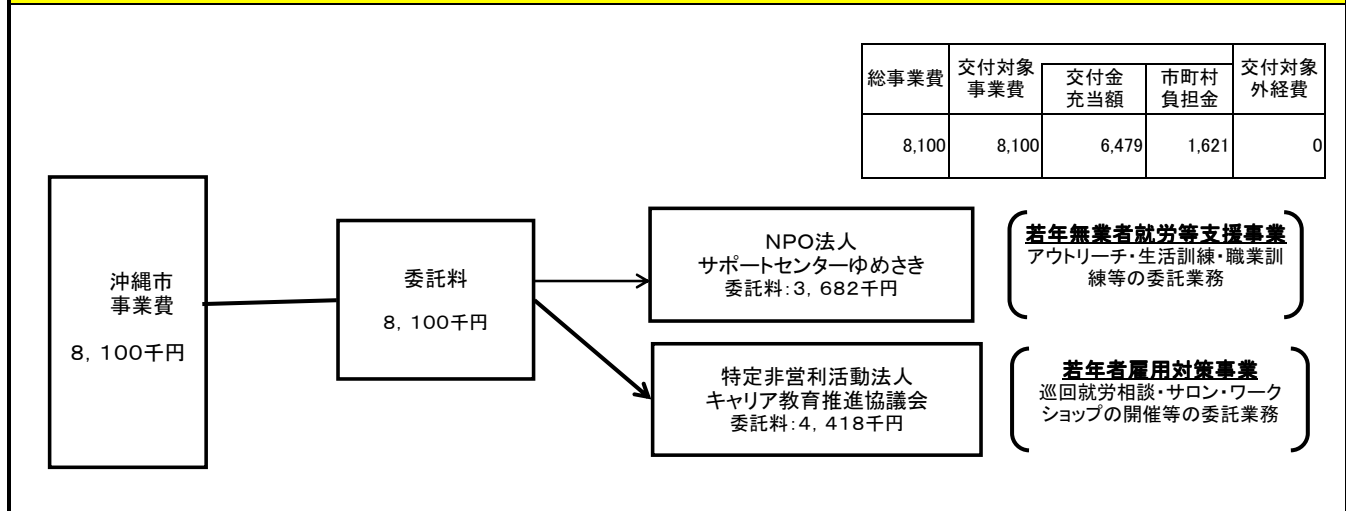 総事業費
交付対象
事業費
交付金
充当額
市町村
負担金
交付対象
外経費
8,100
8,100
6,479
1,621
0
沖縄市
事業費
8，100千円
委託料
8，100千円
NPO法人
サポートセンターゆめさき
委託料：3，682千円
若年無業者就労等支援事業
アウトリーチ・生活訓練・職業訓
練等の委託業務
特定非営利活動法人
キャリア教育推進協議会
委託料：4，418千円
若年者雇用対策事業
巡回就労相談・サロン・ワーク
ショップの開催等の委託業務